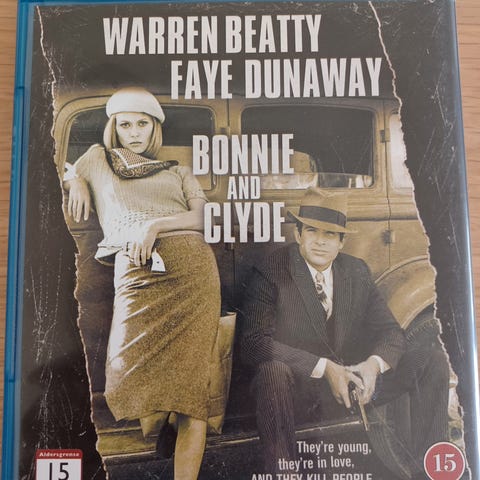 WARREN BEATTY
FAYE DUNAWAY
BONNIE
AND
CLYDE
They're young,
they're in love,
AND THEY KILL PEOPLE.
Aldersgrense
15
15